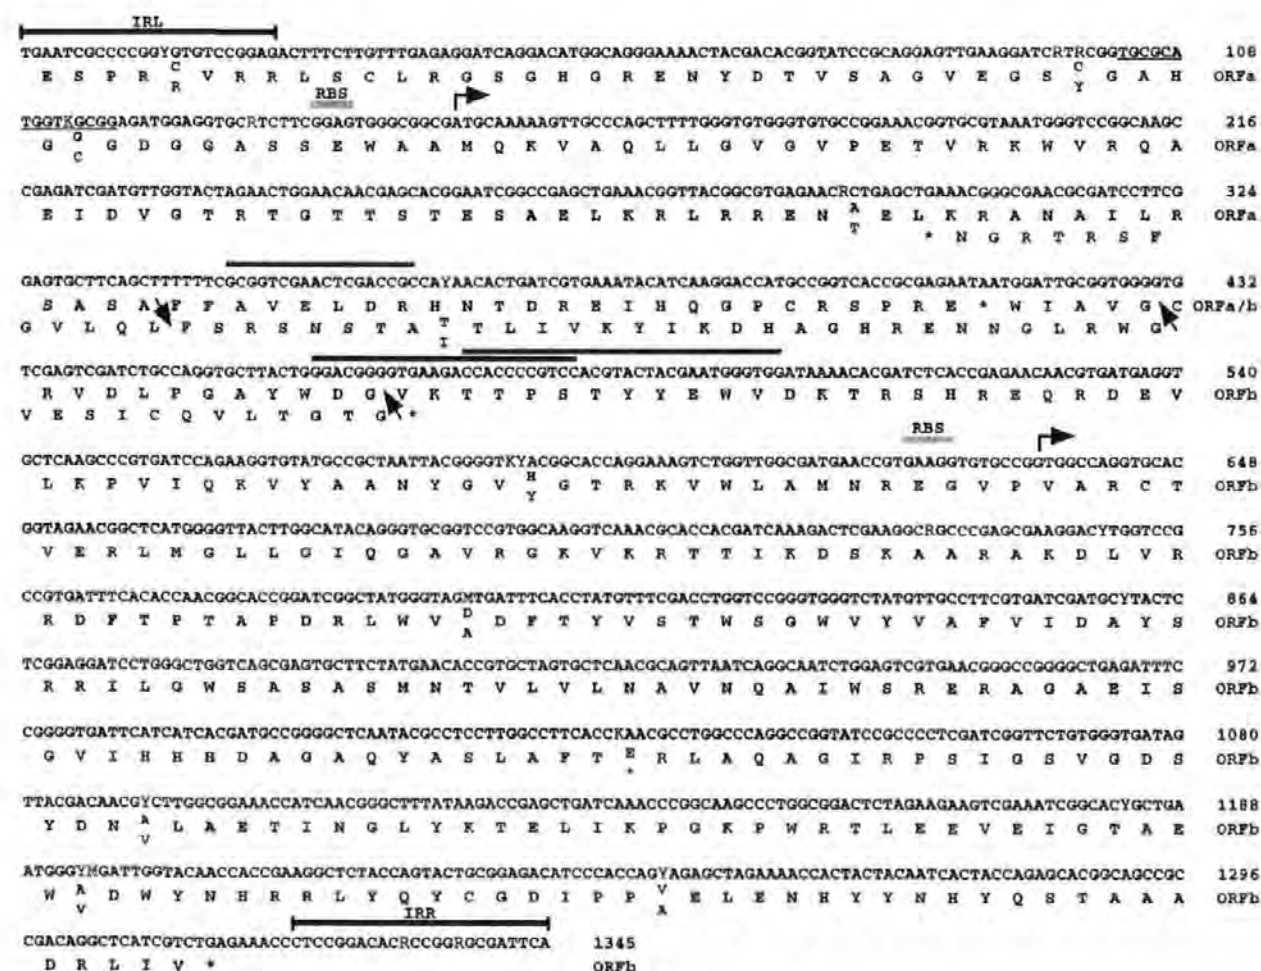 IRL
TGAATCGCCCCGGYGTGTCCGGAGACTTTCTTGTTTGAGAGGATCAGGACATGGCAGGGAAAACTACGACACGGTATCCGCAGGAGTTGAAGGATCRTRCGGTGCGCA 108
E S P R C V R R L S C L R G S G H G R E N Y D T V S A G V E G S C G A H ORFa
R Y
RBS
TGGTKGCGGAGATGGAGGTGCRTCTTCGGAGTGGGCGGCGATGCAAAAAGTTGCCCAGCTTTTGGGTGTGGGTGTGCCGGAAACGGTGCGTAAATGGGTCCGGCAAGC 216
G G G D G G A S S E W A A M Q K V A Q L L G V G V P E T V R K W V R Q A ORFa
C
CGAGATCGATGTTGGTACTAGAACTGGAACAACGAGCACGGAATCGGCCGAGCTGAAACGGTTACGGCGTGAGAACRCTGAGCTGAAACGGGCGAACGCGATCCTTCG 324
E I D V G T R T G T T S T E S A E L K R L R R E N A E L K R A N A I L R ORFa
T * N G R T R S F
GAGTGCTTCAGCTTTTTTCGCGGTCGAACTCGACCGCCAYAACACTGATCGTGAAATACATCAAGGACCATGCCGGTCACCGCGAGAATAATGGATTGCGGTGGGGTG 432
S A S A F F A V E L D R H N T D R E I H Q G P C R S P R E * W I A V G C ORFa/b
G V L Q L F S R S N S T A T T L I V K Y I K D H A G H R E N N G L R W G
I
TCGAGTCGATCTGCCAGGTGCTTACTGGGACGGGGTGAAGACCACCCCGTCCACGTACTACGAATGGGTGGATAAAACACGATCTCACCGAGAACAACGTGATGAGGT 540
R V D L P G A Y W D G V K T T P S T Y Y E W V D K T R S H R E Q R D E V ORFb
V E S I C Q V L T G T G *
RBS
GCTCAAGCCCGTGATCCAGAAGGTGTATGCCGCTAATTACGGGGTKYACGGCACCAGGAAAGTCTGGTTGGCGATGAACCGTGAAGGTGTGCCGGTGGCCAGGTGCAC 648
L K P V I Q K V Y A A N Y G V H G T R K V W L A M N R E G V P V A R C T ORFb
Y
GGTAGAACGGCTCATGGGGTTACTTGGCATACAGGGTGCGGTCCGTGGCAAGGTCAAACGCACCACGATCAAAGACTCGAAGGCRGCCCGAGCGAAGGACYTGGTCCG 756
V E R L M G L L G I Q G A V R G K V K R T T I K D S K A A R A K D L V R ORFb
CCGTGATTTCACACCAACGGCACCGGATCGGCTATGGGTAGMTGATTTCACCTATGTTTCGACCTGGTCCGGGTGGGTCTATGTTGCCTTCGTGATCGATGCYTACTC 864
R D F T P T A P D R L W V D D F T Y V S T W S G W V Y V A F V I D A Y S ORFb
A
TCGGAGGATCCTGGGCTGGTCAGCGAGTGCTTCTATGAACACCGTGCTAGTGCTCAACGCAGTTAATCAGGCAATCTGGAGTCGTGAACGGGCCGGGGCTGAGATTTC 972
R R I L G W S A S A S M N T V L V L N A V N Q A I W S R E R A G A E I S ORFb
CGGGGTGATTCATCATCACGATGCCGGGGCTCAATACGCCTCCTTGGCCTTCACCKAACGCCTGGCCCAGGCCGGTATCCGCCCCTCGATCGGTTCTGTGGGTGATAG 1080
G V I H H H D A G A Q Y A S L A F T E R L A Q A G I R P S I G S V G D S ORFb
*
TTACGACAACGYCTTGGCGGAAACCATCAACGGGCTTTATAAGACCGAGCTGATCAAACCCGGCAAGCCCTGGCGGACTCTAGAAGAAGTCGAAATCGGCACYGCTGA 1188
Y D N A L A E T I N G L Y K T E L I K P G K P W R T L E E V E I G T A E ORFb
V
ATGGGYMGATTGGTACAACCACCGAAGGCTCTACCAGTACTGCGGAGACATCCCACCAGYAGAGCTAGAAAACCACTACTACAATCACTACCAGAGCACGGCAGCCGC 1296
W A D W Y N H R R L Y Q Y C G D I P P V E L E N H Y Y N H Y Q S T A A A ORFb
V A
IRR
CGACAGGCTCATCGTCTGAGAAACCCTCCGGACACRCCGGRGCGATTCA 1345
D R L I V * ORFb